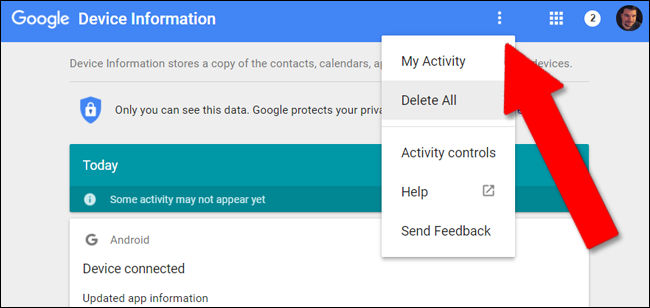 Google Device Information
2
Device Information stores a copy of the contacts, calendars, ap devices.
Only you can see this data. Google protects your priva
Today
Some activity may not appear yet
G Android
Device connected
Updated app information
My Activity
Delete All
Activity controls
Help
Send Feedback